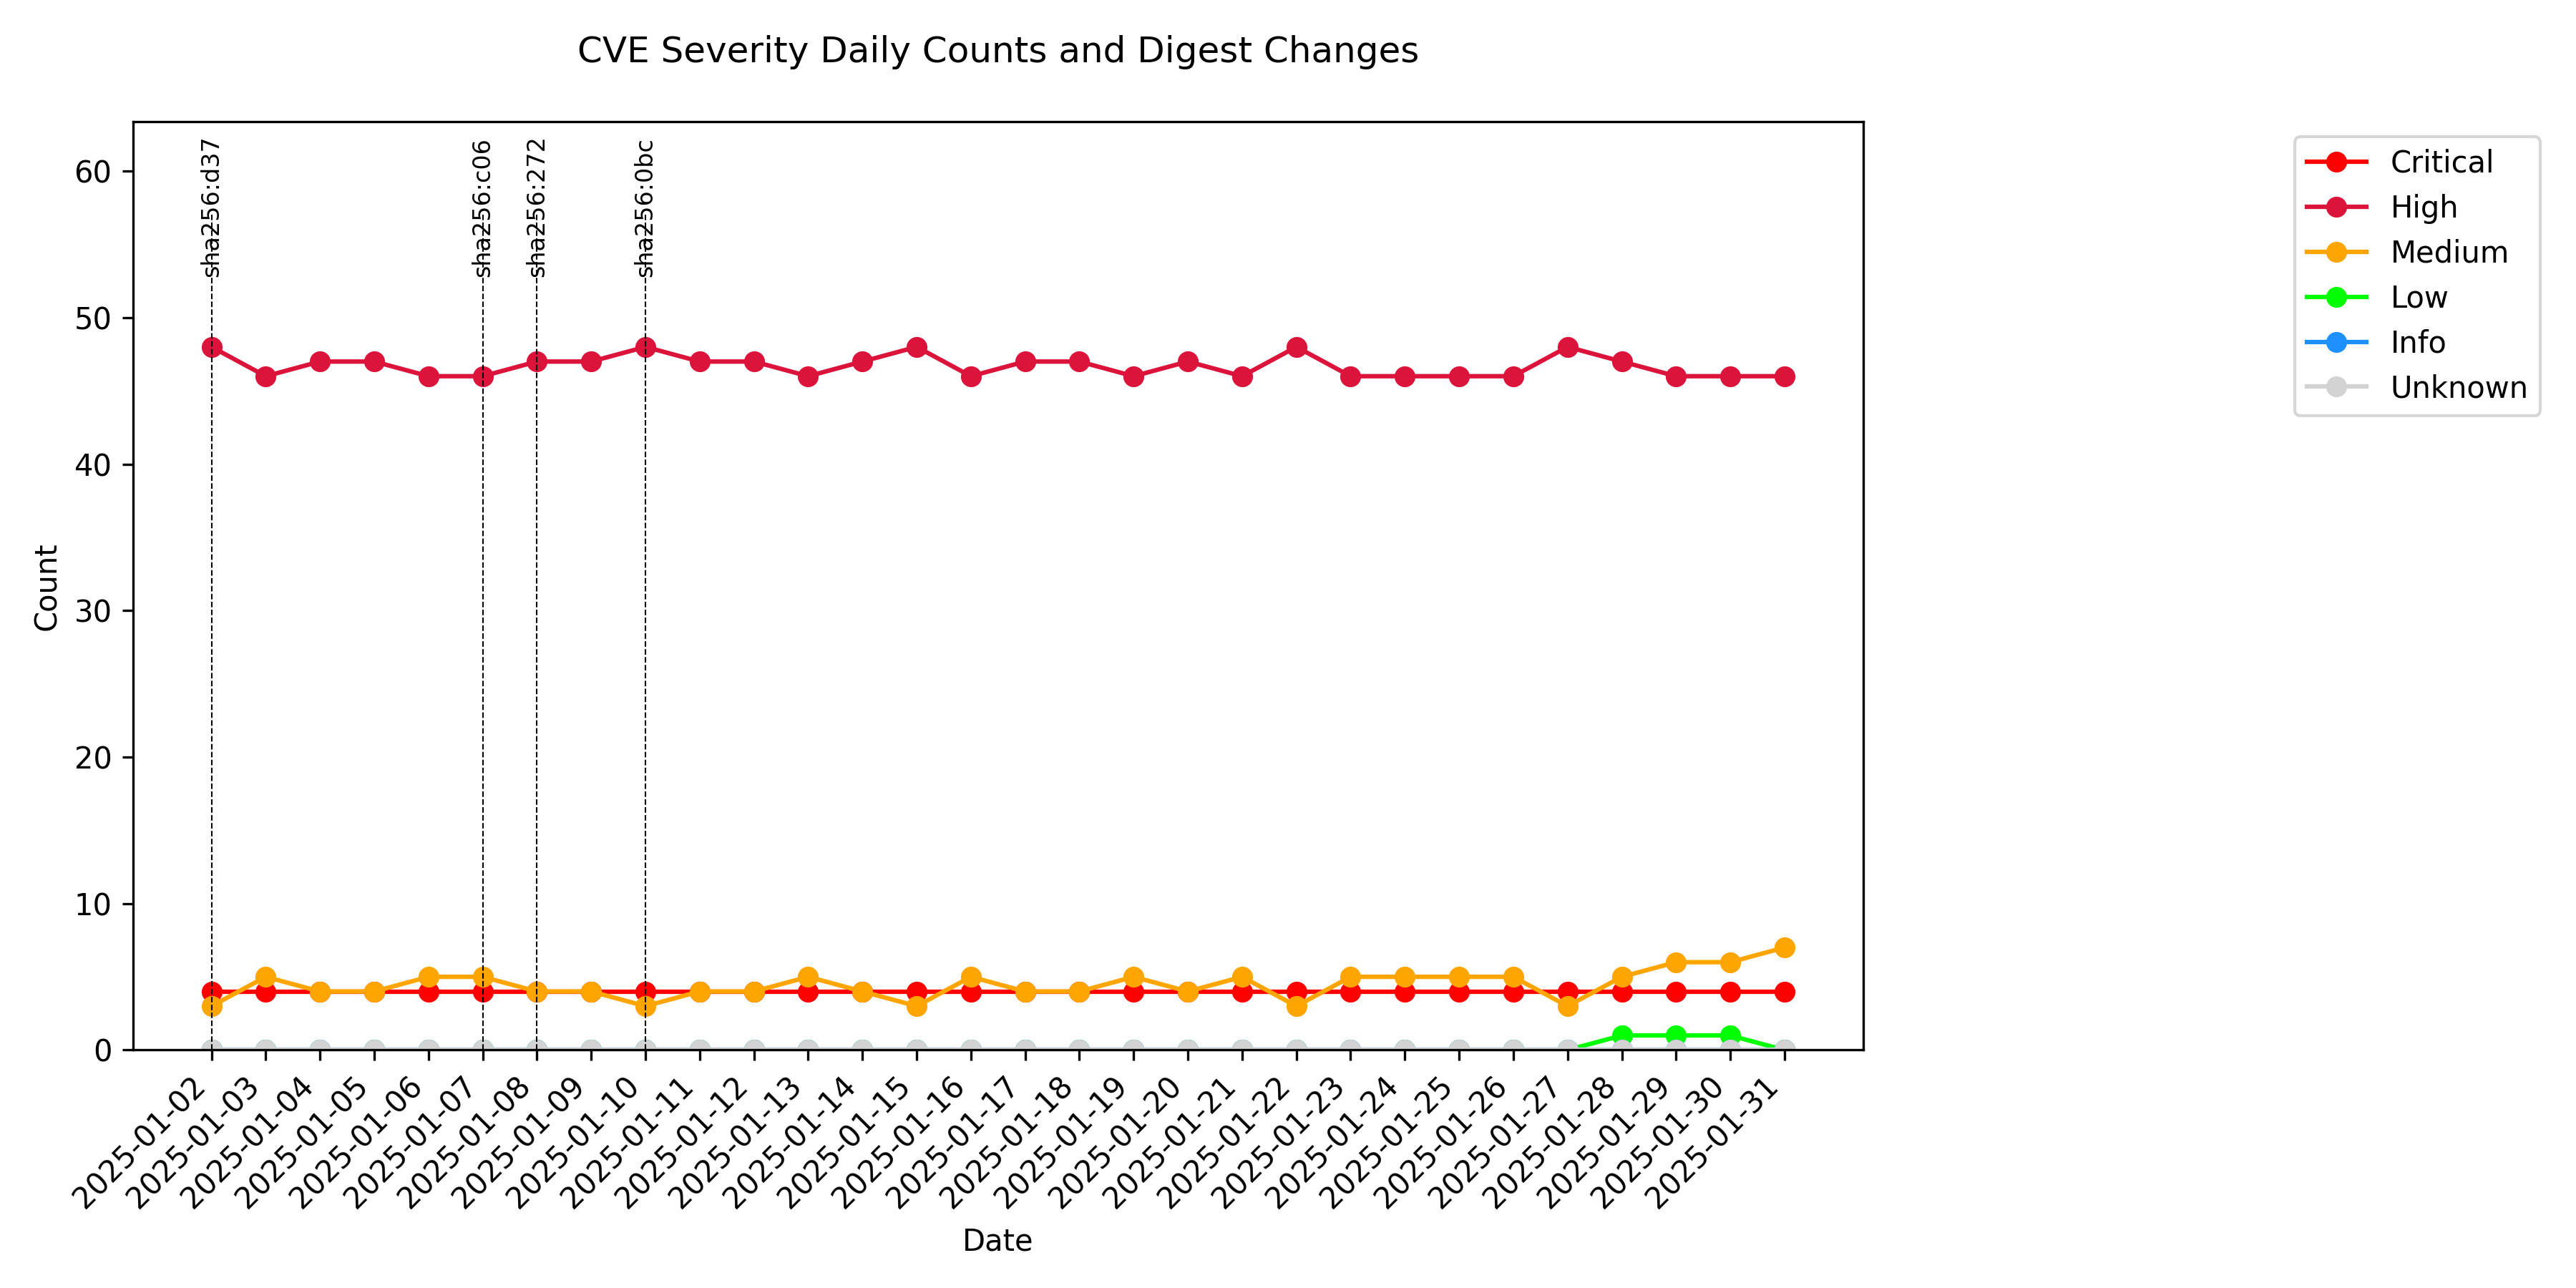 CVE Severity Daily Counts and Digest Changes
sha256:d37
sha256:c06
sha256:272
sha256:0bc
60
50
40
30
20
10
0
Count
2025-01-02
2025-01-03
2025-01-04
2025-01-05
2025-01-06
2025-01-07
2025-01-08
2025-01-09
2025-01-10
2025-01-11
2025-01-12
2025-01-13
2025-01-14
2025-01-15
2025-01-16
2025-01-17
2025-01-18
2025-01-19
2025-01-20
2025-01-21
2025-01-22
2025-01-23
2025-01-24
2025-01-25
2025-01-26
2025-01-27
2025-01-28
2025-01-29
2025-01-30
2025-01-31
Date
Critical
High
Medium
Low
Info
Unknown